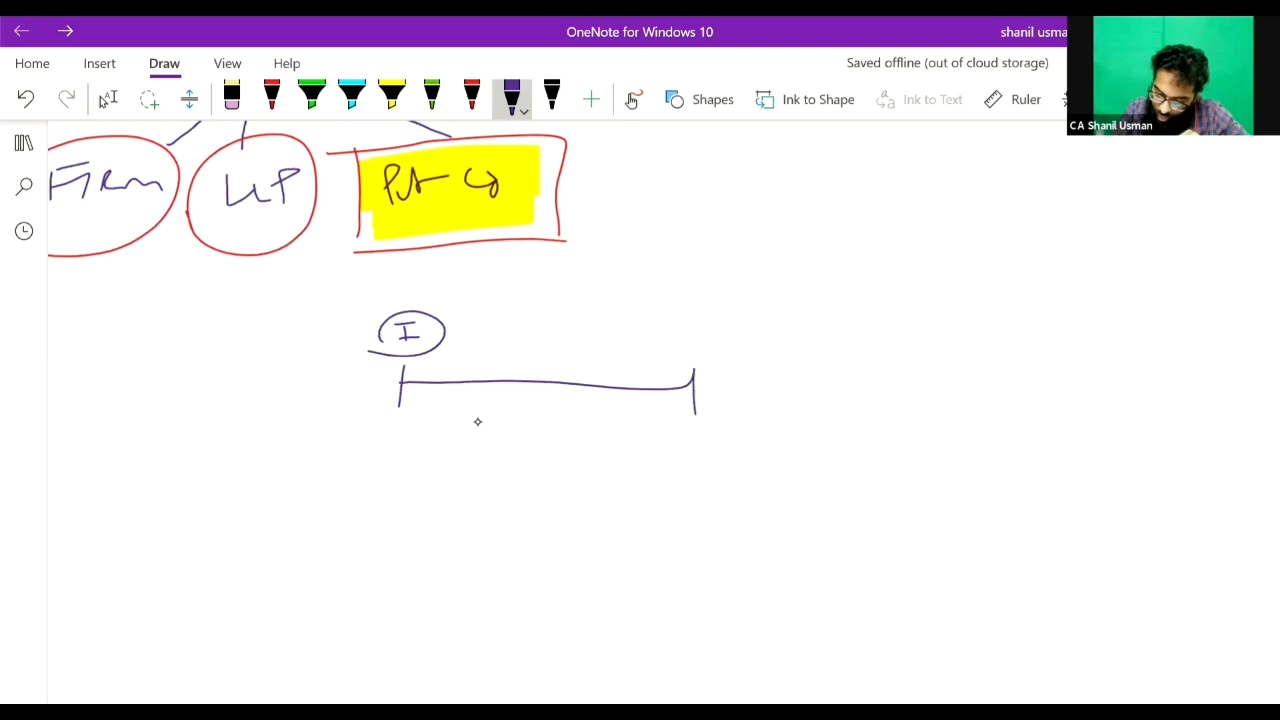 OneNote for Windows 10
shanil usma
Home Insert Draw View Help
Saved offline (out of cloud storage)
Shapes Ink to Shape Ink to Text Ruler
CA Shanil Usman
Firm LLP Pvt Co
I